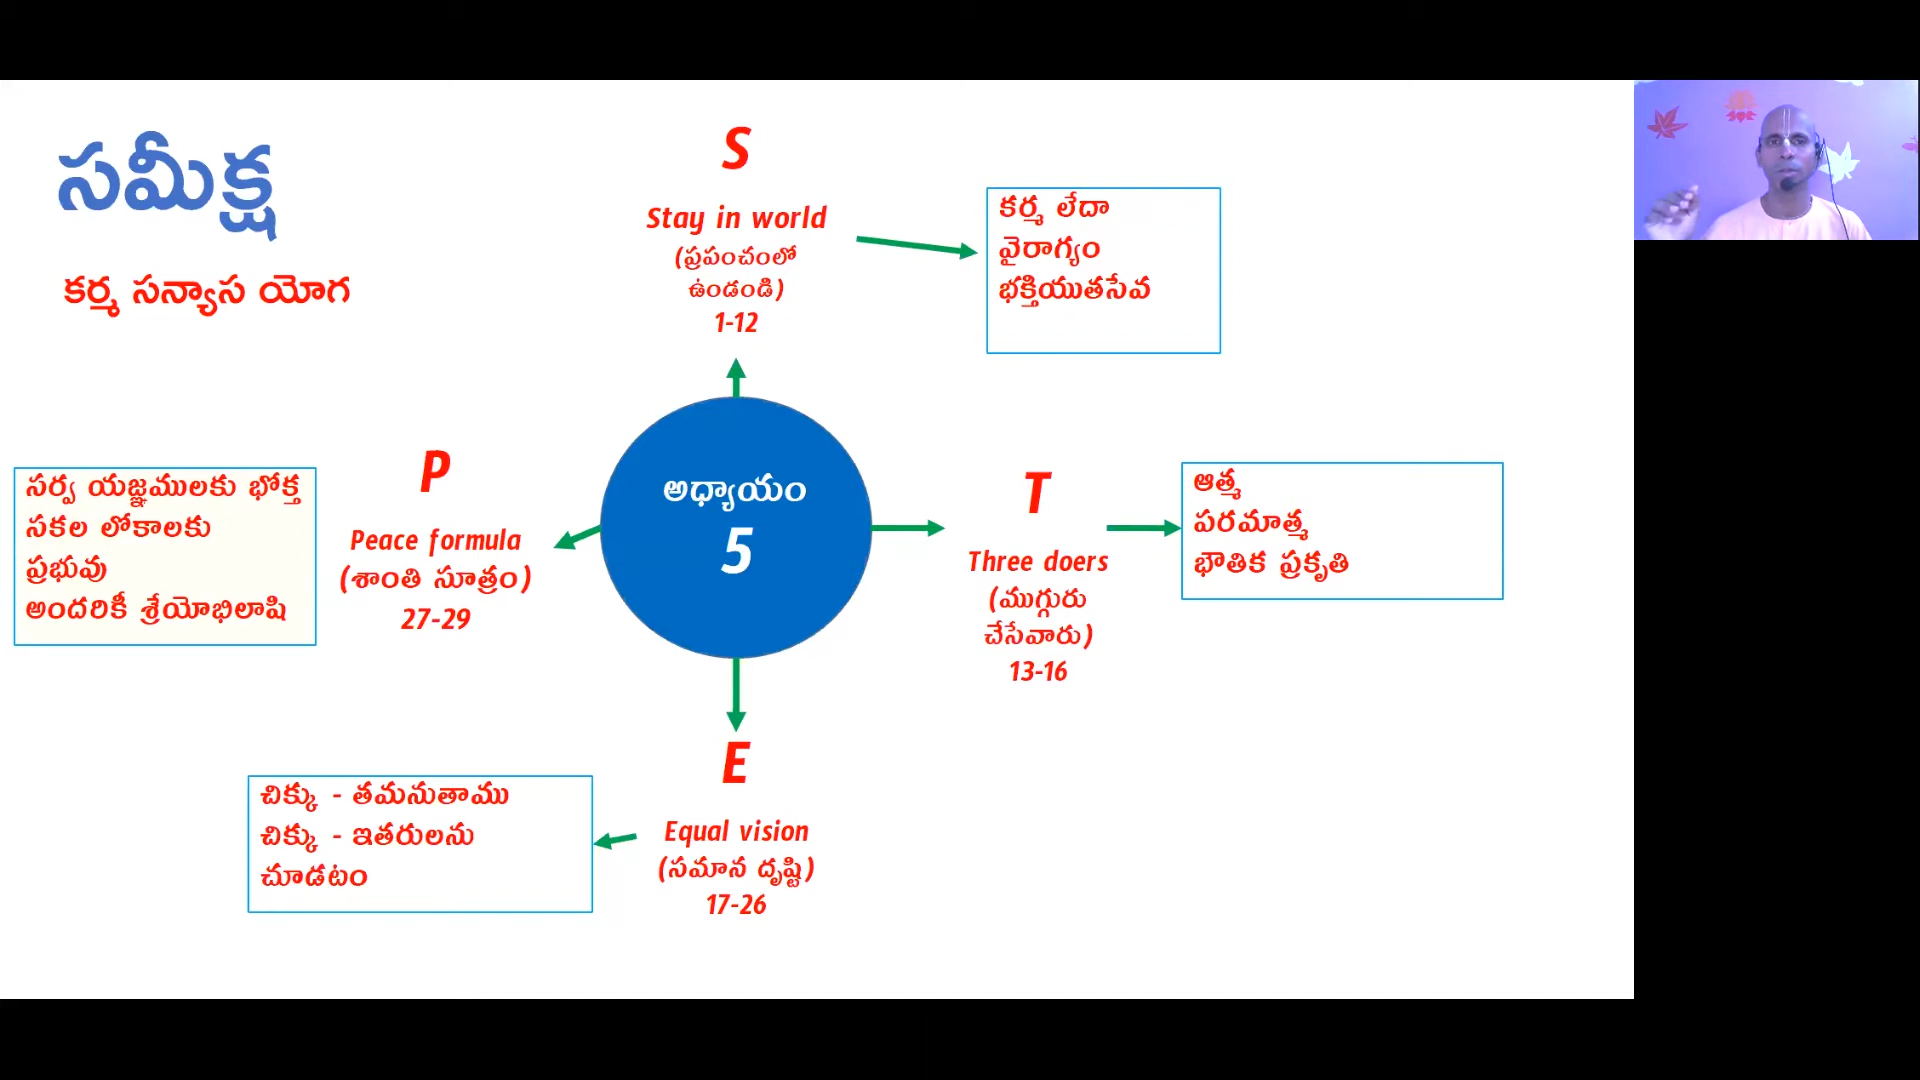 సమీక్ష
కర్మ సన్యాస యోగ
S
Stay in world
(ప్రపంచంలో
ఉండండి)
1-12
కర్మ లేదా
వైరాగ్యం
భక్తియుతసేవ
అధ్యాయం
5
T
Three doers
(ముగ్గురు
చేసేవారు)
13-16
ఆత్మ
పరమాత్మ
భౌతిక ప్రకృతి
E
Equal vision
(సమాన దృష్టి)
17-26
చిక్కు - తమనుతాము
చిక్కు - ఇతరులను
చూడటం
P
Peace formula
(శాంతి సూత్రం)
27-29
సర్వ యజ్ఞములకు భోక్త
సకల లోకాలకు
ప్రభువు
అందరికీ శ్రేయోభిలాషి